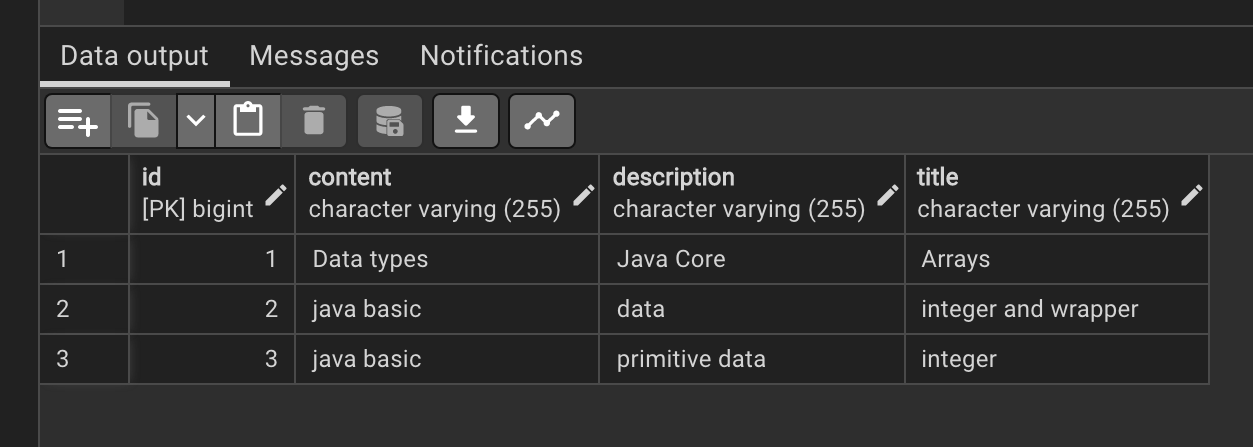 Data output Messages Notifications
id content description title
[PK] bigint character varying (255) character varying (255) character varying (255)
1 1 Data types Java Core Arrays
2 2 java basic data integer and wrapper
3 3 java basic primitive data integer